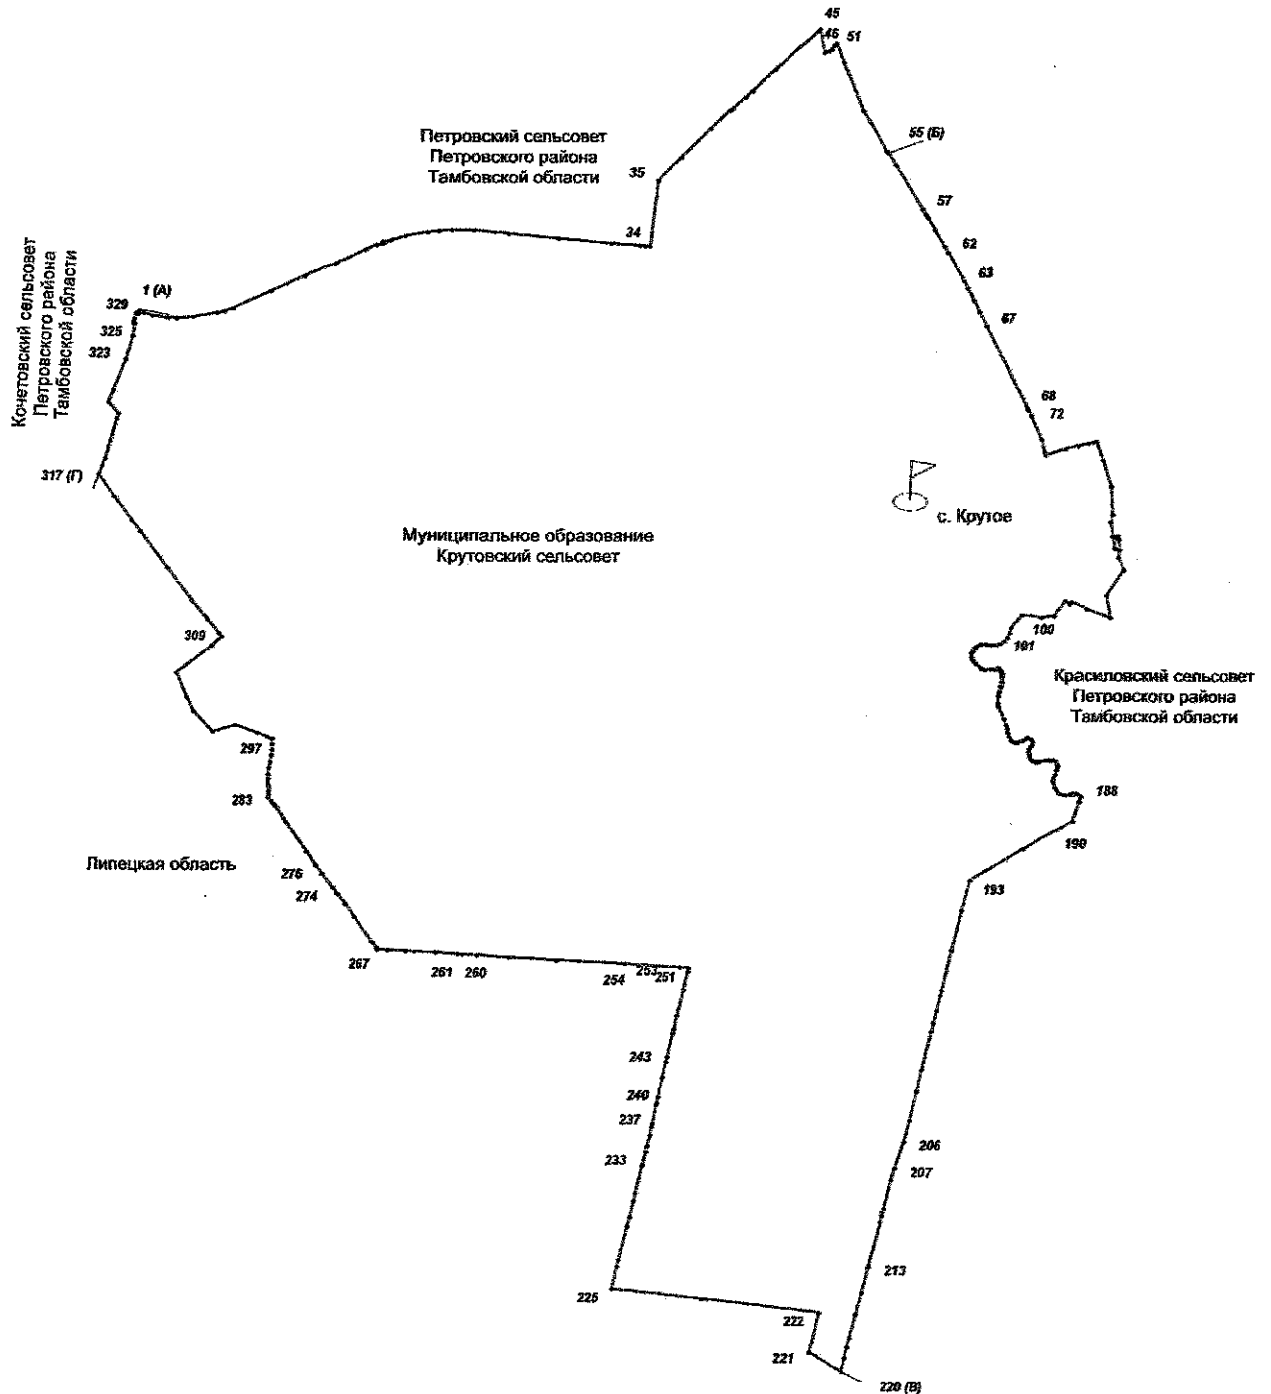 45
46
51
Петровский сельсовет
Петровского района
Тамбовской области
55 (Б)
35
57
34
62
63
Кочетовский сельсовет
Петровского района
Тамбовской области
1 (А)
329
325
323
67
68
72
317 (Г)
с. Крутое
Муниципальное образование
Крутовский сельсовет
309
100
101
Красиловский сельсовет
Петровского района
Тамбовской области
297
283
188
190
Липецкая область
276
274
193
267
261
260
254
253
251
243
240
237
233
206
207
213
225
222
221
220 (В)